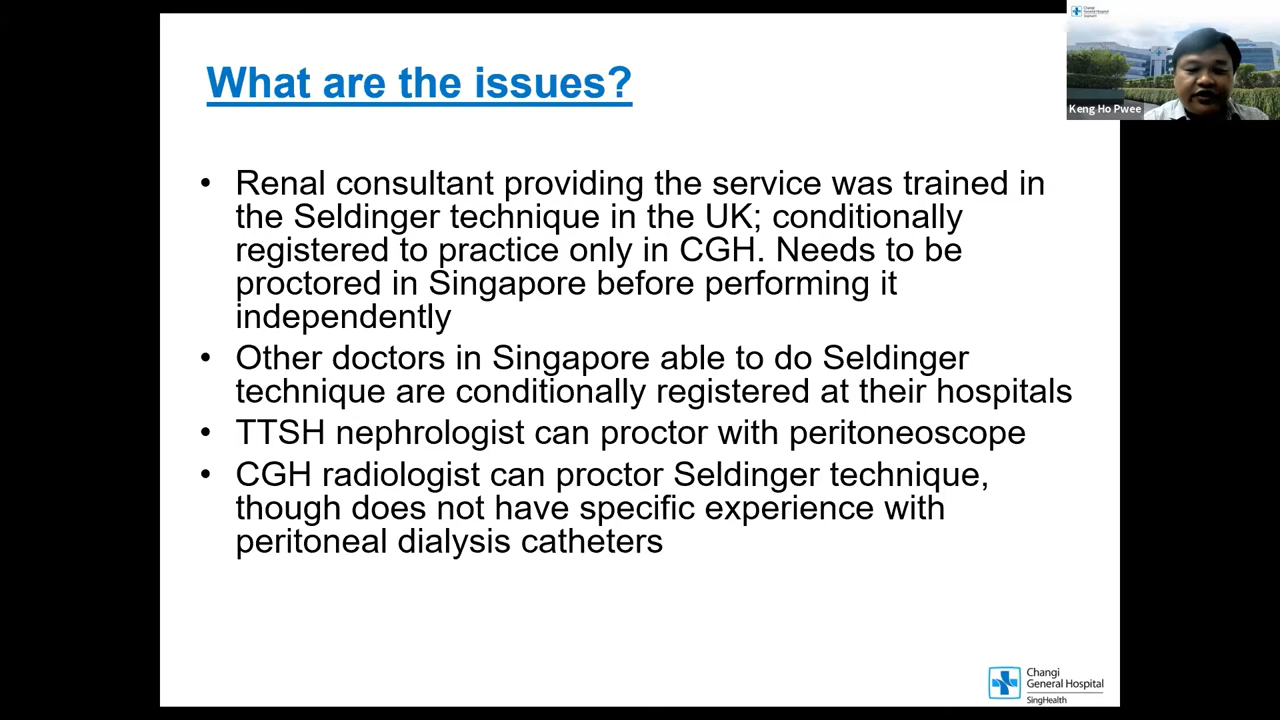 What are the issues?
• Renal consultant providing the service was trained in
the Seldinger technique in the UK; conditionally
registered to practice only in CGH. Needs to be
proctored in Singapore before performing it
independently
• Other doctors in Singapore able to do Seldinger
technique are conditionally registered at their hospitals
• TTSH nephrologist can proctor with peritoneoscope
• CGH radiologist can proctor Seldinger technique,
though does not have specific experience with
peritoneal dialysis catheters
Changi
General Hospital
SingHealth
Changi
General Hospital
Keng Ho Pwee